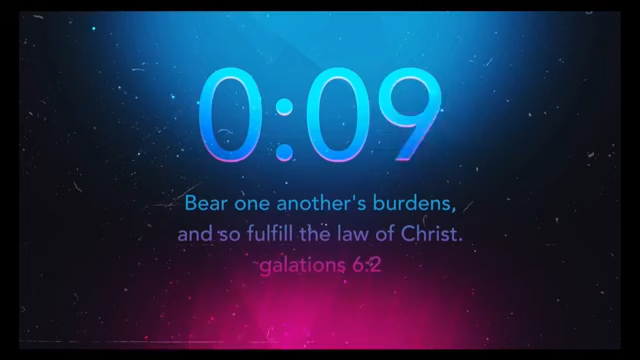 0:09
Bear one another's burdens,
and so fulfill the law of Christ.
galations 6:2